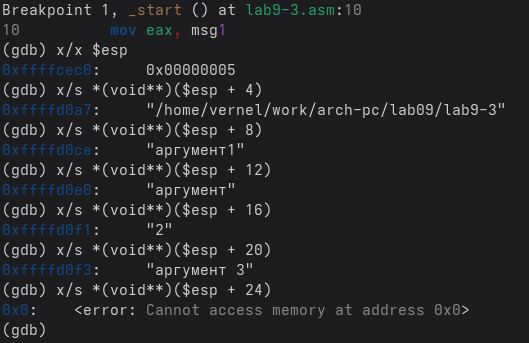 Breakpoint 1, _start () at lab9-3.asm:10
10 mov eax, msg1
(gdb) x/x $esp
0xffffcec0: 0x00000005
(gdb) x/s *(void**)($esp + 4)
0xffffd0a7: "/home/vernel/work/arch-pc/lab09/lab9-3"
(gdb) x/s *(void**)($esp + 8)
0xffffd0ce: "аргумент1"
(gdb) x/s *(void**)($esp + 12)
0xffffd0e0: "аргумент"
(gdb) x/s *(void**)($esp + 16)
0xffffd0f1: "2"
(gdb) x/s *(void**)($esp + 20)
0xffffd0f3: "аргумент 3"
(gdb) x/s *(void**)($esp + 24)
0x0: <error: Cannot access memory at address 0x0>
(gdb)